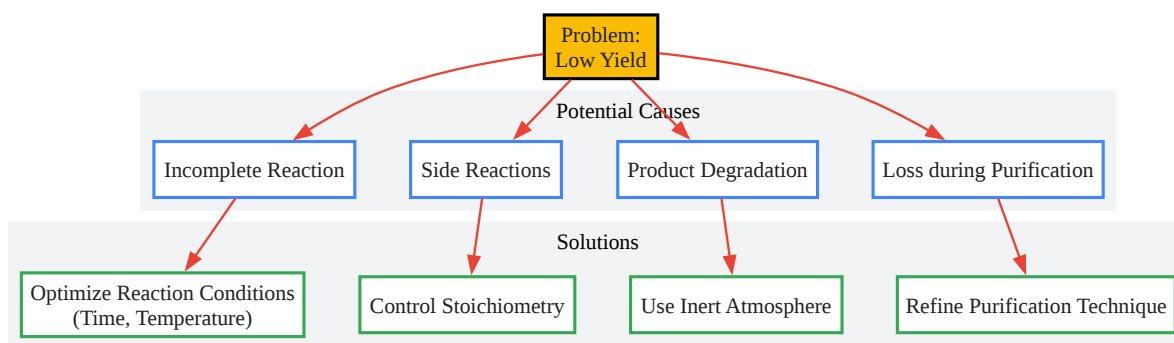 Problem:
Low Yield
Potential Causes
Incomplete Reaction
Side Reactions
Product Degradation
Loss during Purification
Solutions
Optimize Reaction Conditions
(Time, Temperature)
Control Stoichiometry
Use Inert Atmosphere
Refine Purification Technique